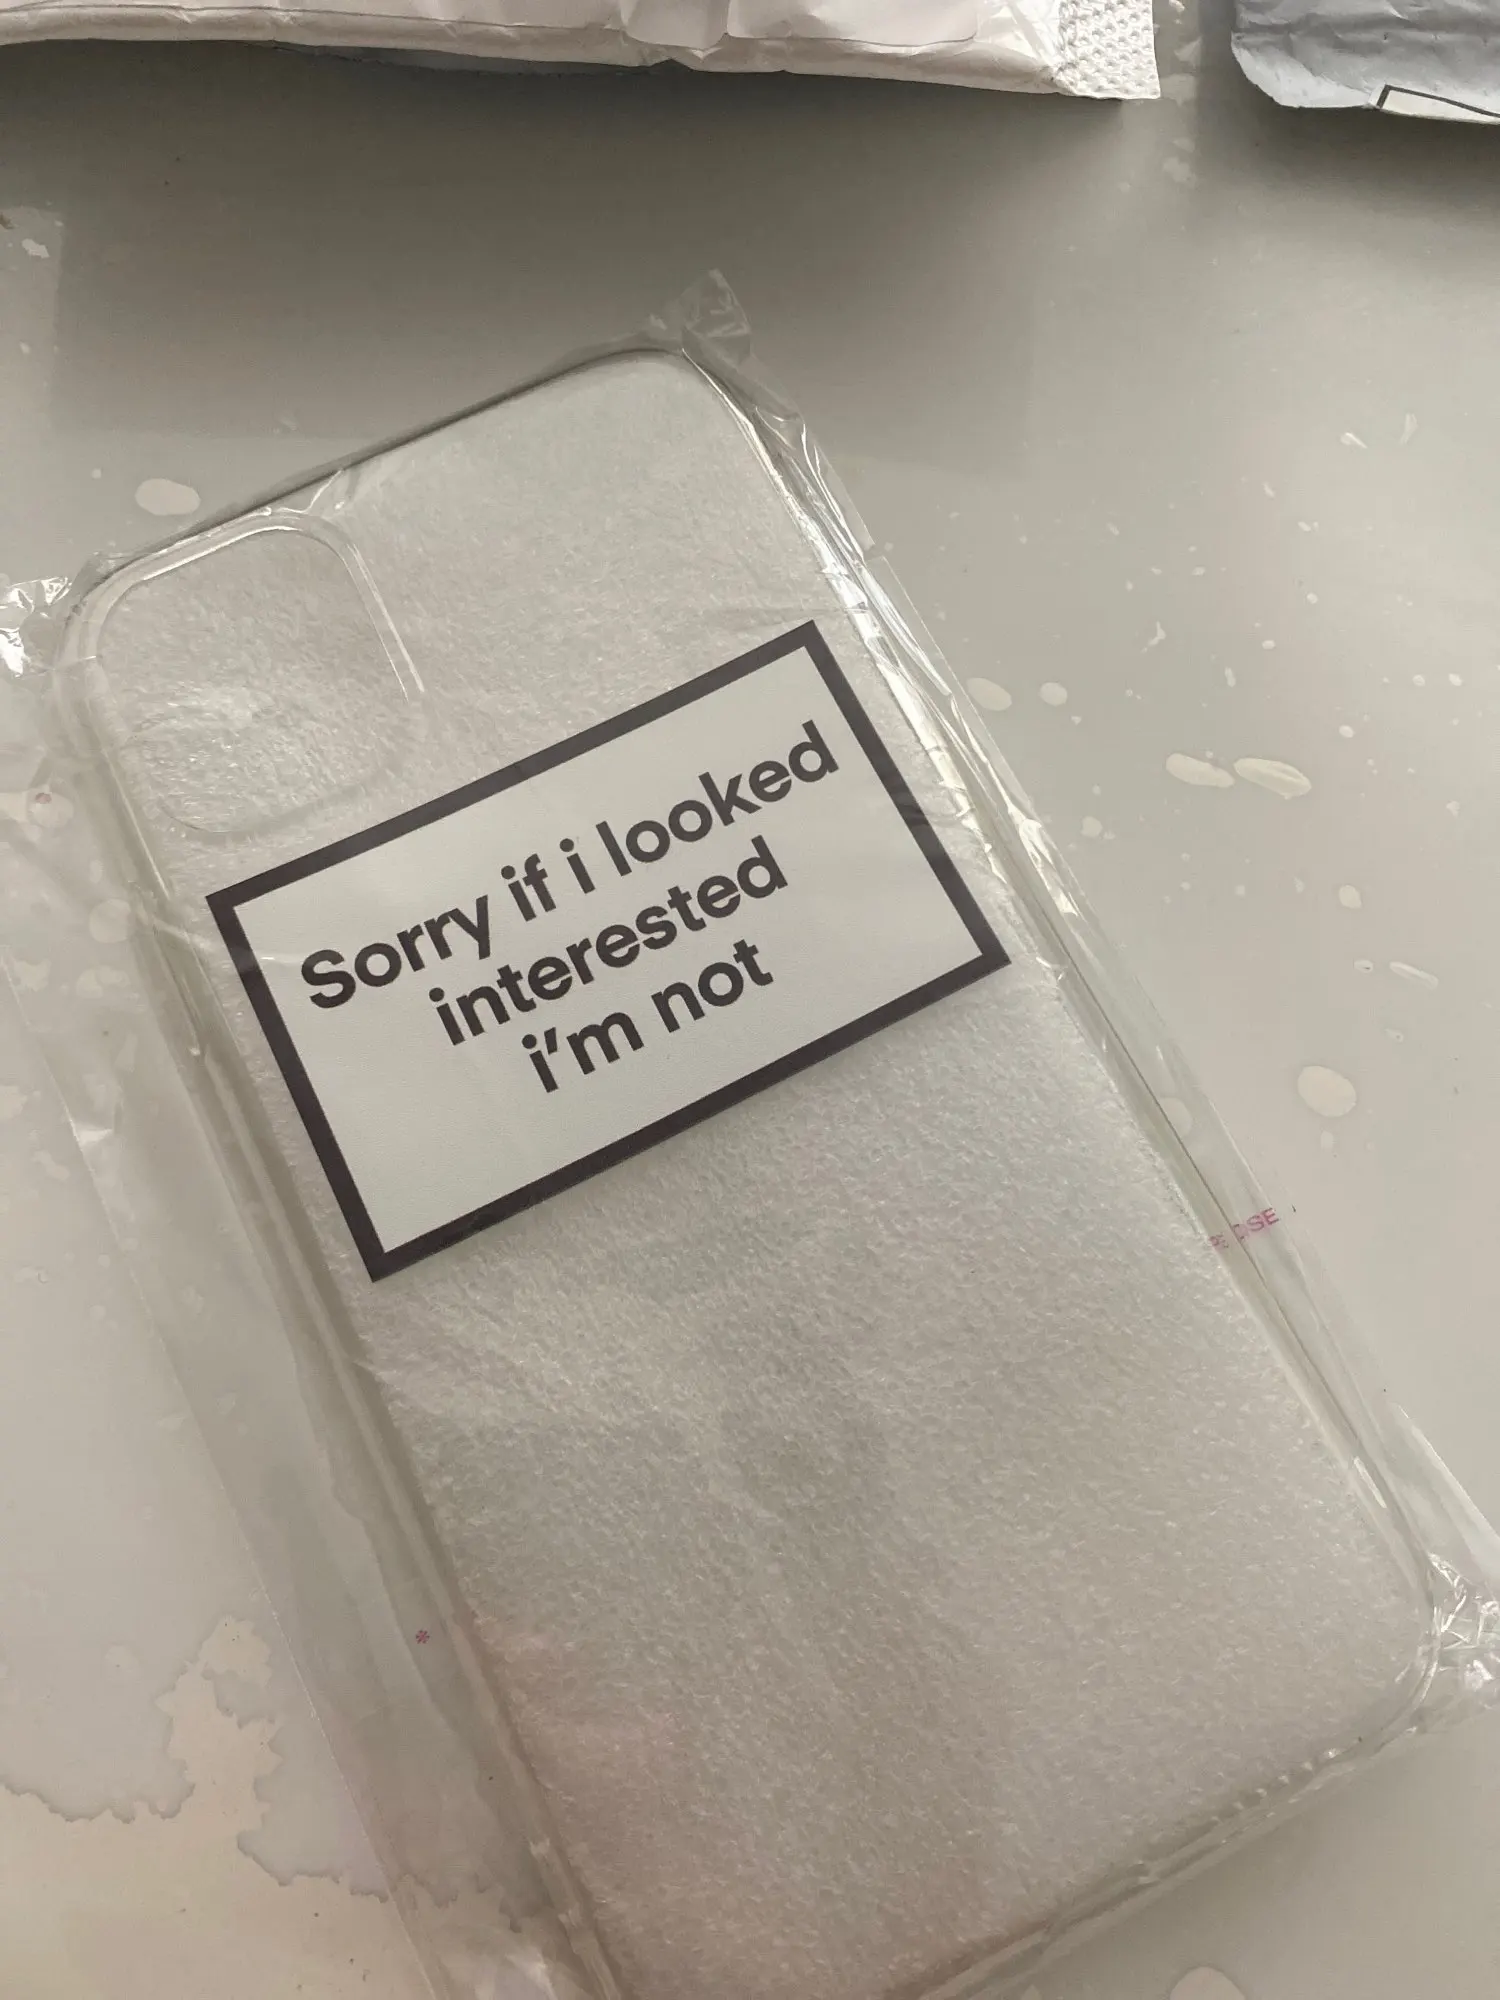 Sorry if i looked
interested
i'm not